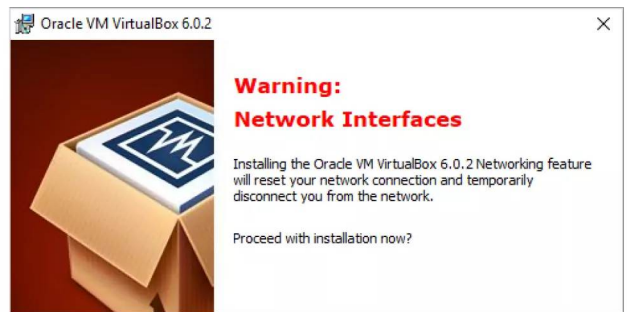 Oracle VM VirtualBox 6.0.2
Warning:
Network Interfaces
Installing the Oracle VM VirtualBox 6.0.2 Networking feature
will reset your network connection and temporarily
disconnect you from the network.
Proceed with installation now?